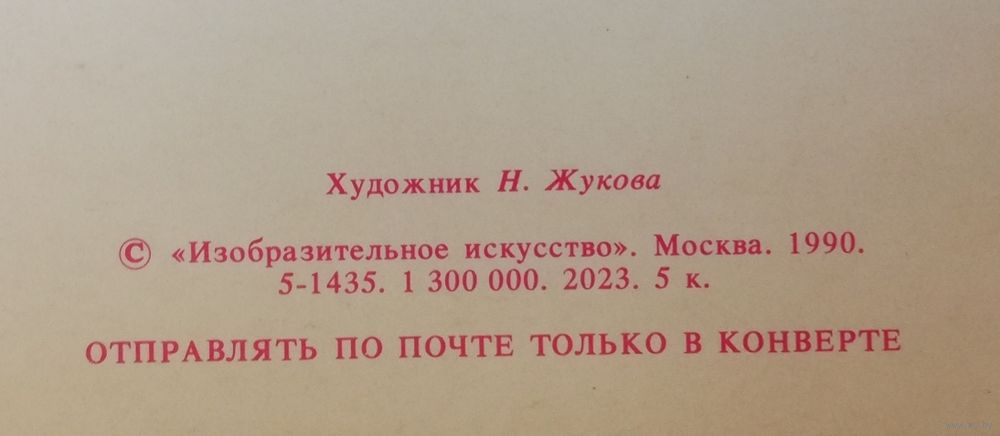 Художник Н. Жукова
© «Изобразительное искусство». Москва. 1990.
5-1435. 1 300 000. 2023. 5 к.
ОТПРАВЛЯТЬ ПО ПОЧТЕ ТОЛЬКО В КОНВЕРТЕ